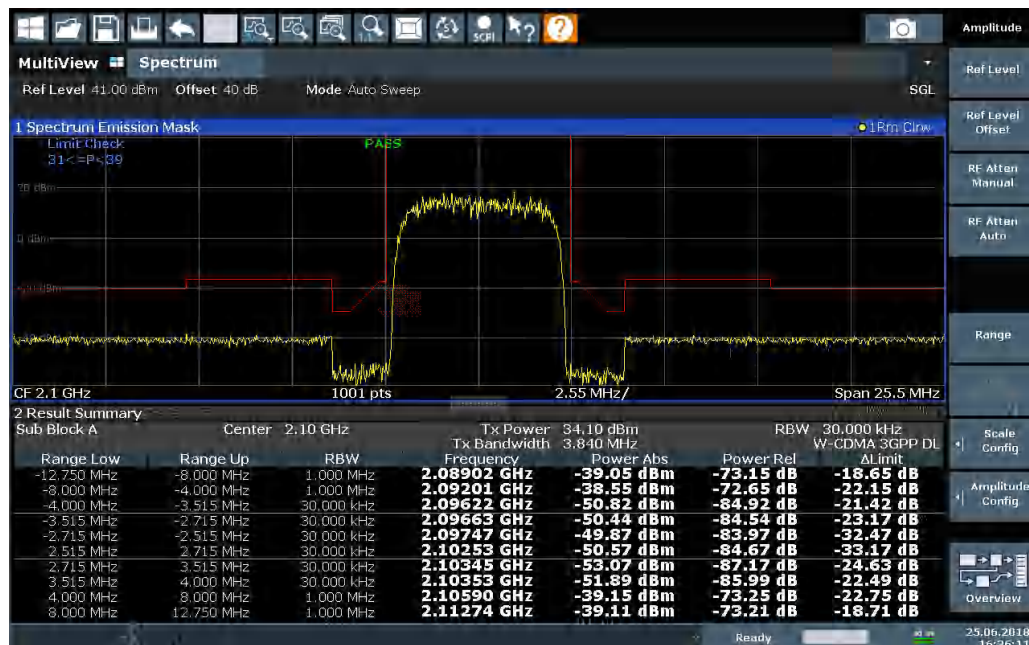 SCPI
Amplitude
MultiView Spectrum
Ref Level 41.00 dBm Offset 40 dB Mode Auto Sweep SGL
Ref Level
Ref Level Offset
RF Atten Manual
RF Atten Auto
Range
Scale Config
Amplitude Config
Overview
1 Spectrum Emission Mask 1Rm Clrw
Limit Check PASS
31<=P<39
0 dBm
CF 2.1 GHz 1001 pts 2.55 MHz/ Span 25.5 MHz
2 Result Summary
Sub Block A Center 2.10 GHz Tx Power 34.10 dBm RBW 30.000 kHz
Tx Bandwidth 3.840 MHz W-CDMA 3GPP DL
Range Low Range Up RBW Frequency Power Abs Power Rel ΔLimit
-12.750 MHz -8.000 MHz 1.000 MHz 2.08902 GHz -39.05 dBm -73.15 dB -18.65 dB
-8.000 MHz -4.000 MHz 1.000 MHz 2.09201 GHz -38.55 dBm -72.65 dB -22.15 dB
-4.000 MHz -3.515 MHz 30.000 kHz 2.09622 GHz -50.82 dBm -84.92 dB -21.42 dB
-3.515 MHz -2.715 MHz 30.000 kHz 2.09663 GHz -50.44 dBm -84.54 dB -23.17 dB
-2.715 MHz -2.515 MHz 30.000 kHz 2.09747 GHz -49.87 dBm -83.97 dB -32.47 dB
2.515 MHz 2.715 MHz 30.000 kHz 2.10253 GHz -50.57 dBm -84.67 dB -33.17 dB
2.715 MHz 3.515 MHz 30.000 kHz 2.10345 GHz -53.07 dBm -87.17 dB -24.63 dB
3.515 MHz 4.000 MHz 30.000 kHz 2.10353 GHz -51.89 dBm -85.99 dB -22.49 dB
4.000 MHz 8.000 MHz 1.000 MHz 2.10590 GHz -39.15 dBm -73.25 dB -22.75 dB
8.000 MHz 12.750 MHz 1.000 MHz 2.11274 GHz -39.11 dBm -73.21 dB -18.71 dB
Ready
25.06.2018